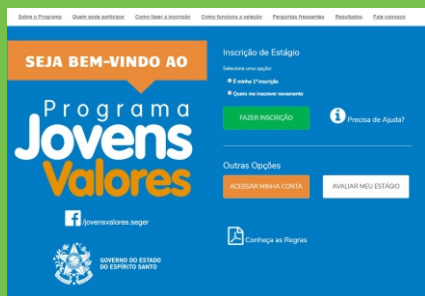 Sobre o Programa Quem pode participar Como fazer a inscrição Como funciona a seleção Perguntas frequentes Resultados Fale conosco
SEJA BEM-VINDO AO
Programa
Jovens
Valores
/jovensvalores.seger
GOVERNO DO ESTADO
DO ESPÍRITO SANTO
Inscrição de Estágio
Selecione uma opção:
É minha 1ª Inscrição
Quero me inscrever novamente
FAZER INSCRIÇÃO
Precisa de Ajuda?
Outras Opções
ACESSAR MINHA CONTA
AVALIAR MEU ESTÁGIO
Conheça as Regras